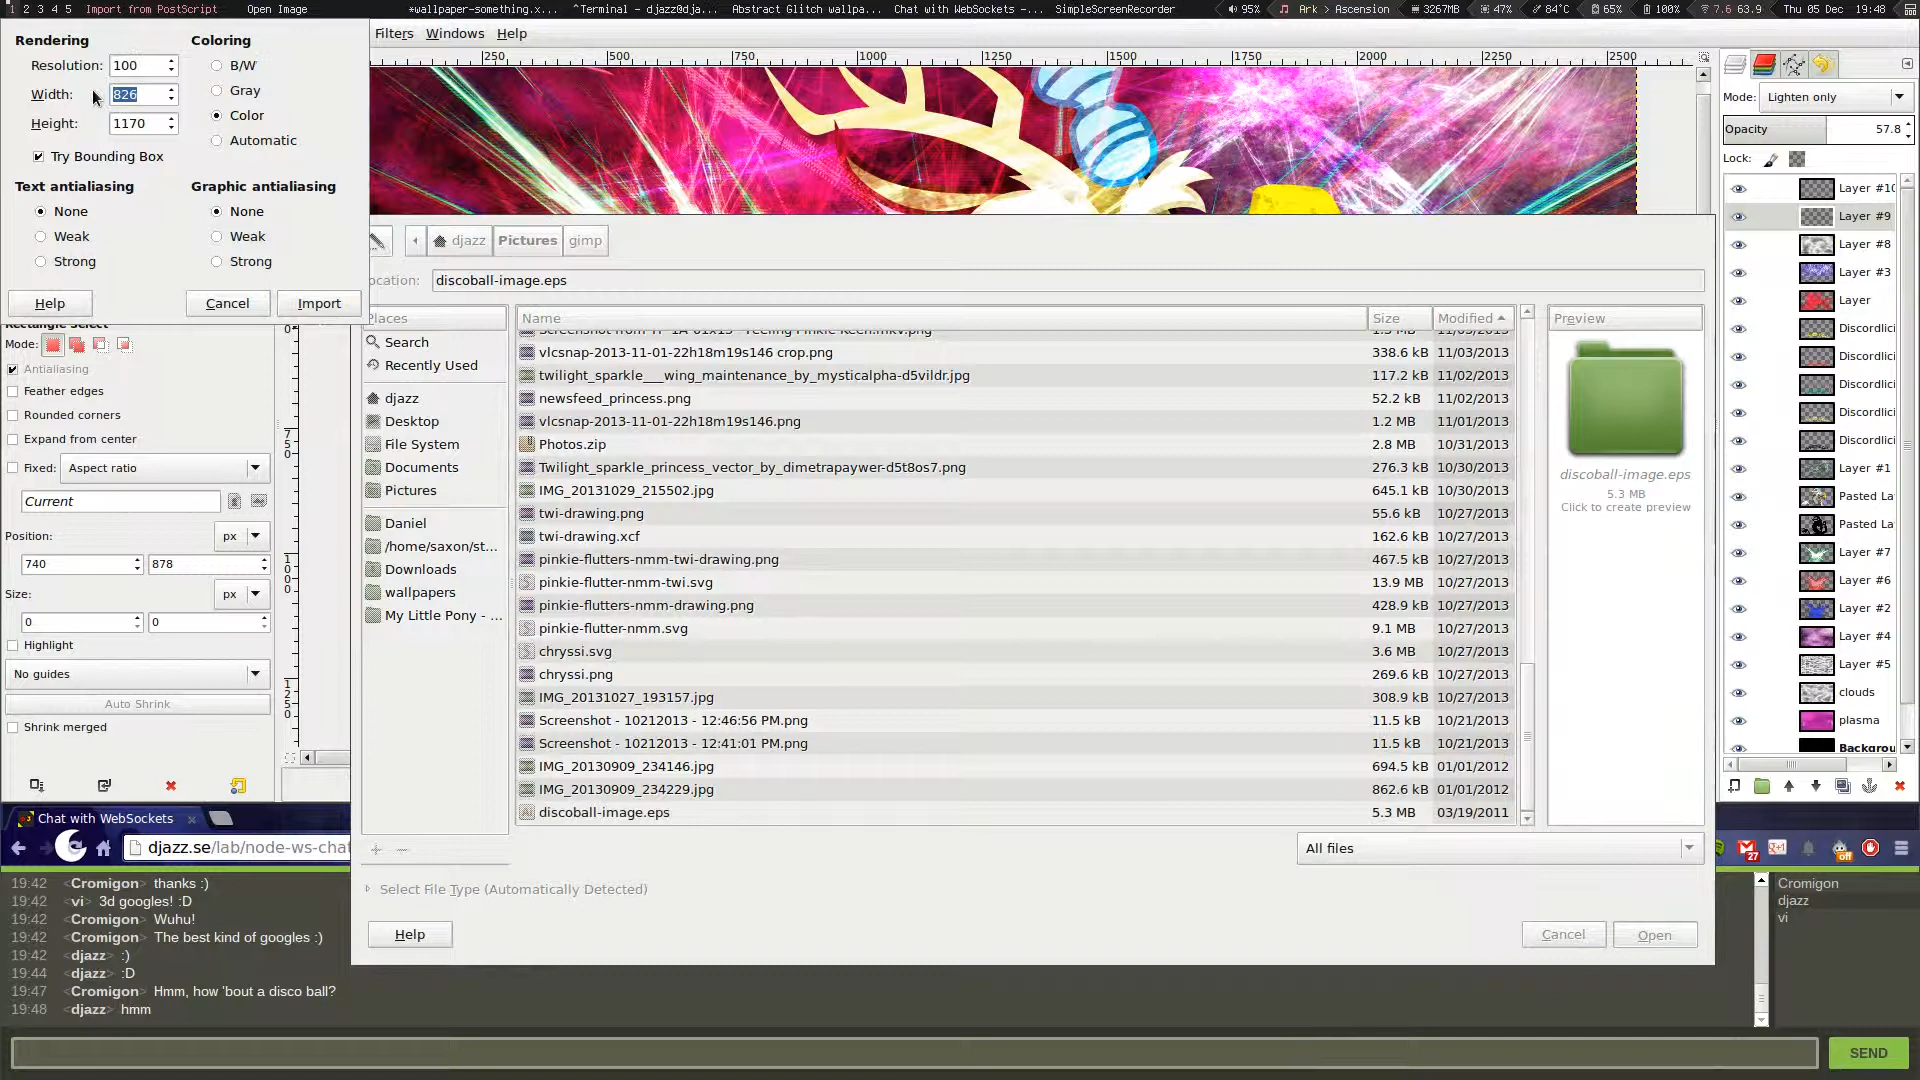 1 2 3 4 5 Import from PostScript Open Image *wallpaper-something.x... ^Terminal - djazz@dja... Abstract Glitch wallpa... Chat with WebSockets -... SimpleScreenRecorder 95% Ark > Ascension 3267MB 47% 84°C 65% 100% 7.6 63.9 Thu 05 Dec 19:48
Filters Windows Help
250 500 750 1000 1250 1500 1750 2000 2250 2500
Rendering
Resolution: 100
Width: 826
Height: 1170
Try Bounding Box
Coloring
B/W
Gray
Color
Automatic
Text antialiasing
None
Weak
Strong
Graphic antialiasing
None
Weak
Strong
Help Cancel Import
Rectangle Select
Mode:
Antialiasing
Feather edges
Rounded corners
Expand from center
Fixed: Aspect ratio
Current
Position: px
740 878
Size: px
0 0
Highlight
No guides
Auto Shrink
Shrink merged
0
750
1000
1250
djazz Pictures gimp
ocation: discoball-image.eps
Places
Search
Recently Used
djazz
Desktop
File System
Documents
Pictures
Daniel
/home/saxon/st...
Downloads
wallpapers
My Little Pony - ...
Name Size Modified
vlcsnap-2013-11-01-22h18m19s146 crop.png 338.6 kB 11/03/2013
twilight_sparkle___wing_maintenance_by_mysticalpha-d5vildr.jpg 117.2 kB 11/02/2013
newsfeed_princess.png 52.2 kB 11/02/2013
vlcsnap-2013-11-01-22h18m19s146.png 1.2 MB 11/01/2013
Photos.zip 2.8 MB 10/31/2013
Twilight_sparkle_princess_vector_by_dimetrapaywer-d5t8os7.png 276.3 kB 10/30/2013
IMG_20131029_215502.jpg 645.1 kB 10/30/2013
twi-drawing.png 55.6 kB 10/27/2013
twi-drawing.xcf 162.6 kB 10/27/2013
pinkie-flutters-nmm-twi-drawing.png 467.5 kB 10/27/2013
pinkie-flutter-nmm-twi.svg 13.9 MB 10/27/2013
pinkie-flutters-nmm-drawing.png 428.9 kB 10/27/2013
pinkie-flutter-nmm.svg 9.1 MB 10/27/2013
chryssi.svg 3.6 MB 10/27/2013
chryssi.png 269.6 kB 10/27/2013
IMG_20131027_193157.jpg 308.9 kB 10/27/2013
Screenshot - 10212013 - 12:46:56 PM.png 11.5 kB 10/21/2013
Screenshot - 10212013 - 12:41:01 PM.png 11.5 kB 10/21/2013
IMG_20130909_234146.jpg 694.5 kB 01/01/2012
IMG_20130909_234229.jpg 862.6 kB 01/01/2012
discoball-image.eps 5.3 MB 03/19/2011
Preview
discoball-image.eps
5.3 MB
Click to create preview
All files
Select File Type (Automatically Detected)
Help Cancel Open
Mode: Lighten only
Opacity 57.8
Lock:
Layer #10
Layer #9
Layer #8
Layer #3
Layer
Discordlici
Discordlici
Discordlici
Discordlici
Discordlici
Layer #1
Pasted La
Pasted La
Layer #7
Layer #6
Layer #2
Layer #4
Layer #5
clouds
plasma
Backgrou
Chat with WebSockets
djazz.se/lab/node-ws-chat
27 off
19:42 <Cromigon> thanks :)
19:42 <vi> 3d googles! :D
19:42 <Cromigon> Wuhu!
19:42 <Cromigon> The best kind of googles :)
19:42 <djazz> :)
19:44 <djazz> :D
19:47 <Cromigon> Hmm, how 'bout a disco ball?
19:48 <djazz> hmm
Cromigon
djazz
vi
SEND